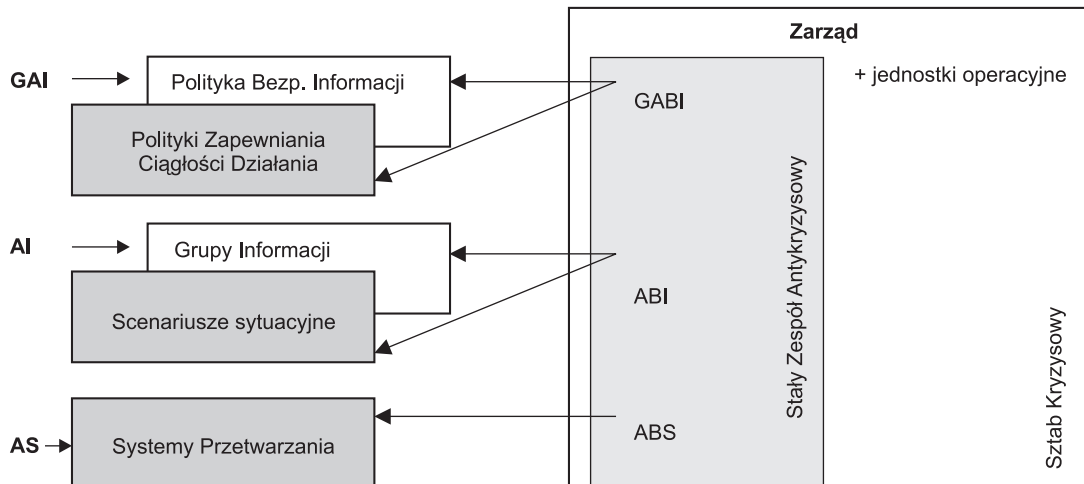 Zarząd
GAI
Polityka Bezp. Informacji
+ jednostki operacyjne
GABI
Polityki Zapewniania
Ciągłości Działania
AI
Grupy Informacji
ABI
Scenariusze sytuacyjne
Stały Zespół Antykryzysowy
Sztab Kryzysowy
AS
Systemy Przetwarzania
ABS